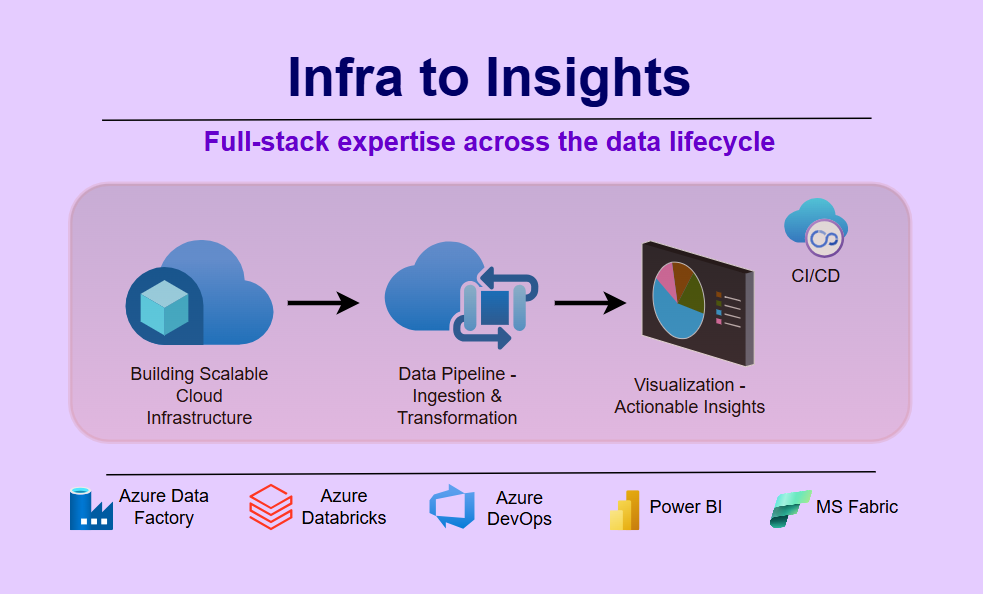 Infra to Insights
Full-stack expertise across the data lifecycle
CI/CD
Building Scalable
Cloud
Infrastructure
Data Pipeline -
Ingestion &
Transformation
Visualization -
Actionable Insights
Azure Data
Factory
Azure
Databricks
Azure
DevOps
Power BI
MS Fabric